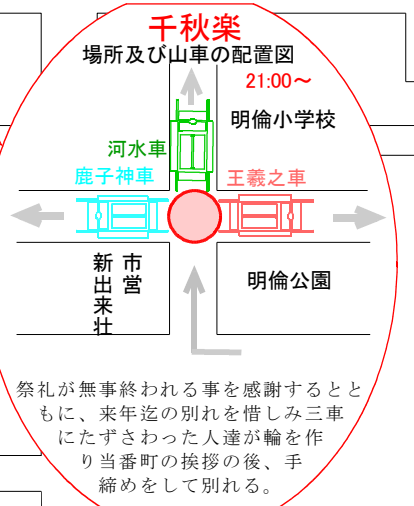 千秋楽
場所及び山車の配置図
21:00～
明倫小学校
河水車
鹿子神車
王羲之車
市営
新出来荘
明倫公園
祭礼が無事終われる事を感謝するとと
もに、来年迄の別れを惜しみ三車
にたずさわった人達が輪を作
り当番町の挨拶の後、手
締めをして別れる。